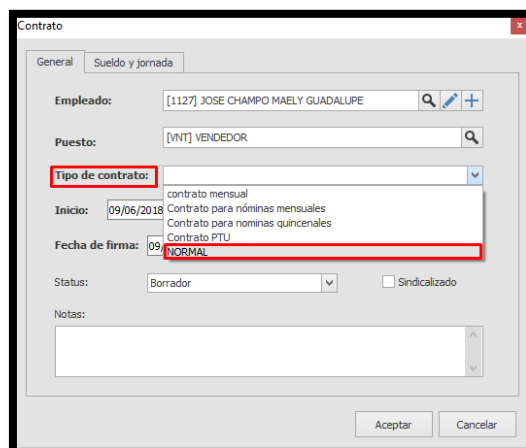 Contrato
x
General Sueldo y jornada
Empleado: [1127] JOSE CHAMPO MAELY GUADALUPE
Puesto: [VNT] VENDEDOR
Tipo de contrato:
contrato mensual
Inicio: 09/06/2018 Contrato para nóminas mensuales
Contrato para nominas quincenales
Contrato PTU
Fecha de firma: 09/ NORMAL
Status: Borrador Sindicalizado
Notas:
Aceptar Cancelar